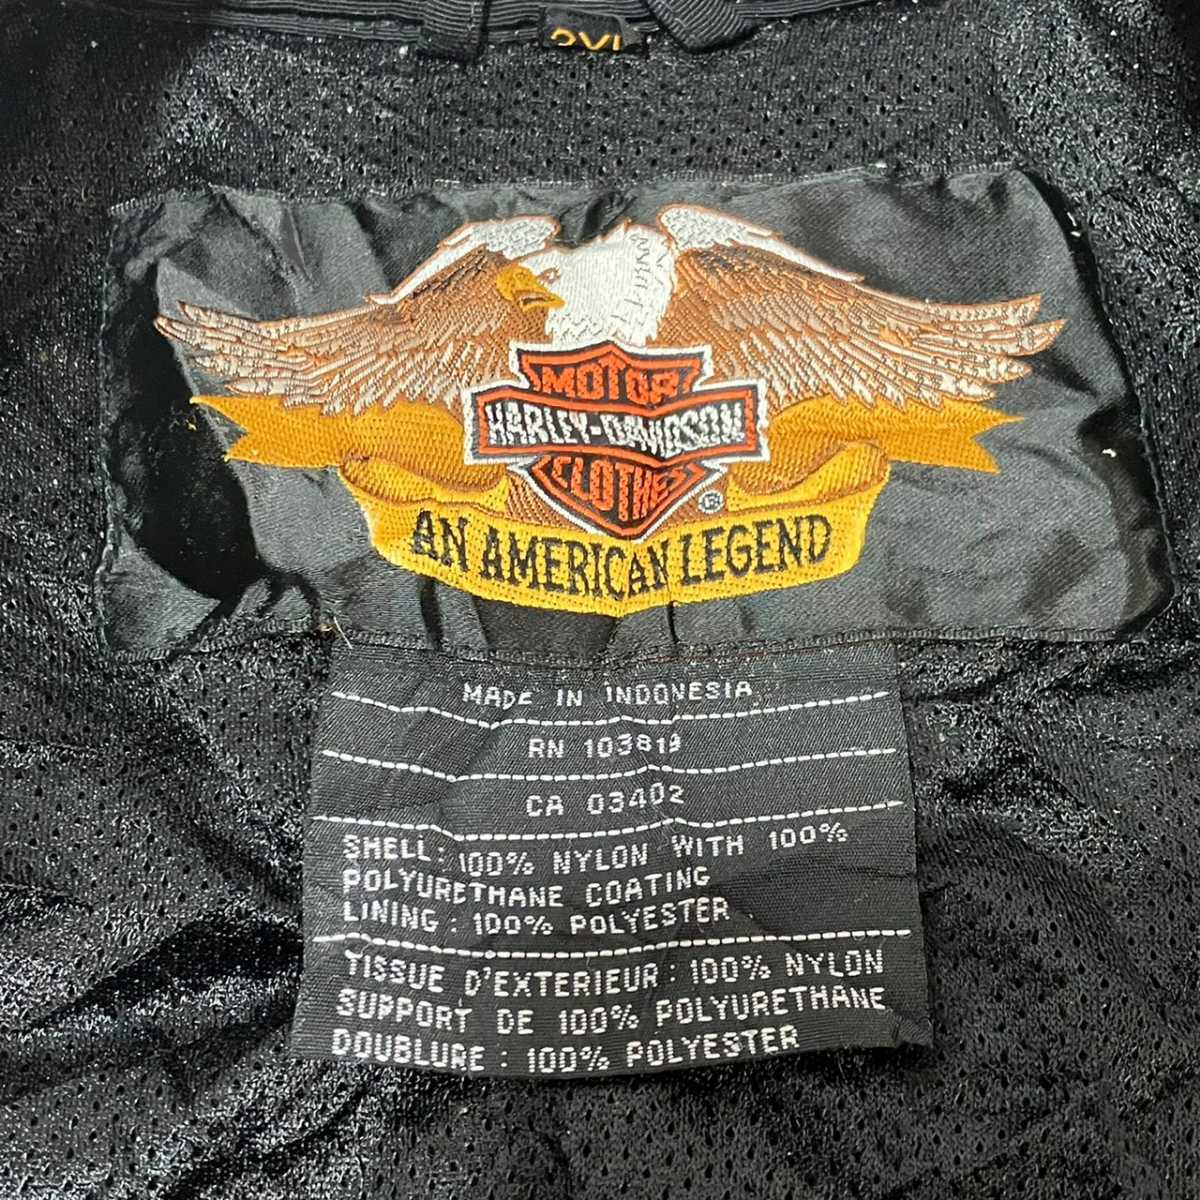 2XL
MOTOR
HARLEY-DAVIDSON
CLOTHES
®
AN AMERICAN LEGEND
MADE IN INDONESIA
RN 103819
CA 03402
SHELL: 100% NYLON WITH 100%
POLYURETHANE COATING
LINING: 100% POLYESTER
TISSUE D'EXTERIEUR: 100% NYLON
SUPPORT DE 100% POLYURETHANE
DOUBLURE: 100% POLYESTER